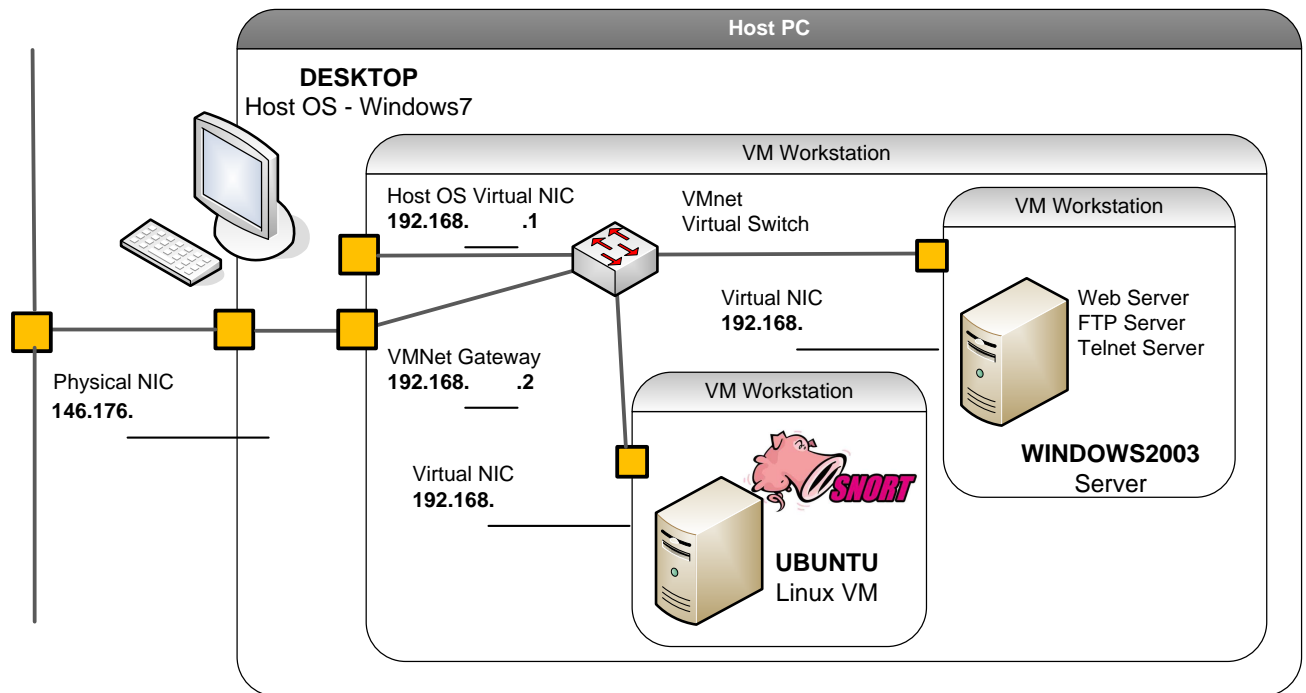 Host PC
DESKTOP
Host OS - Windows7
VM Workstation
Host OS Virtual NIC
192.168. .1
VMnet
Virtual Switch
VM Workstation
Virtual NIC
192.168.
Web Server
FTP Server
Telnet Server
WINDOWS2003
Server
Physical NIC
146.176.
VMNet Gateway
192.168. .2
VM Workstation
Virtual NIC
192.168.
SNORT
UBUNTU
Linux VM